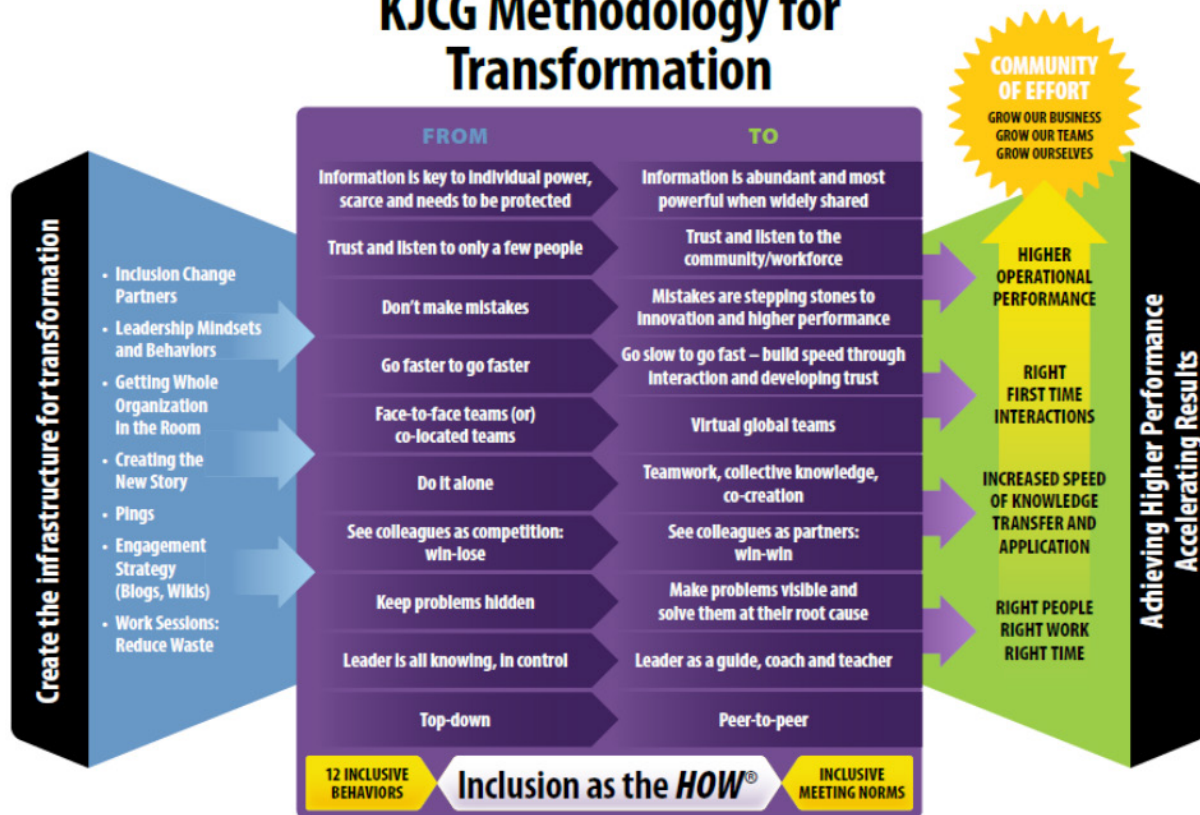 KJCG Methodology for
Transformation
Create the infrastructure for transformation
• Inclusion Change
Partners
• Leadership Mindsets
and Behaviors
• Getting Whole
Organization
in the Room
• Creating the
New Story
• Pings
• Engagement
Strategy
(Blogs, Wikis)
• Work Sessions:
Reduce Waste
FROM
TO
Information is key to individual power,
scarce and needs to be protected
Information is abundant and most
powerful when widely shared
Trust and listen to only a few people
Trust and listen to the
community/workforce
Don't make mistakes
Mistakes are stepping stones to
innovation and higher performance
Go faster to go faster
Go slow to go fast – build speed through
interaction and developing trust
Face-to-face teams (or)
co-located teams
Virtual global teams
Do it alone
Teamwork, collective knowledge,
co-creation
See colleagues as competition:
win-lose
See colleagues as partners:
win-win
Keep problems hidden
Make problems visible and
solve them at their root cause
Leader is all knowing, in control
Leader as a guide, coach and teacher
Top-down
Peer-to-peer
12 INCLUSIVE
BEHAVIORS
Inclusion as the HOW®
INCLUSIVE
MEETING NORMS
COMMUNITY
OF EFFORT
GROW OUR BUSINESS
GROW OUR TEAMS
GROW OURSELVES
HIGHER
OPERATIONAL
PERFORMANCE
RIGHT
FIRST TIME
INTERACTIONS
INCREASED SPEED
OF KNOWLEDGE
TRANSFER AND
APPLICATION
RIGHT PEOPLE
RIGHT WORK
RIGHT TIME
Achieving Higher Performance
Accelerating Results